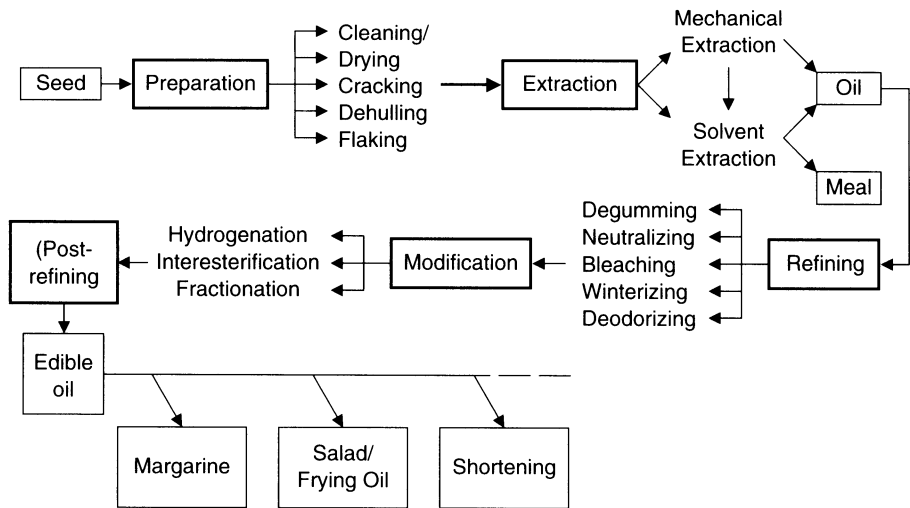 Seed
Preparation
Cleaning/
Drying
Cracking
Dehulling
Flaking
Extraction
Mechanical
Extraction
Solvent
Extraction
Oil
Meal
Refining
Degumming
Neutralizing
Bleaching
Winterizing
Deodorizing
Modification
Hydrogenation
Interesterification
Fractionation
(Post-
refining
Edible
oil
Margarine
Salad/
Frying Oil
Shortening